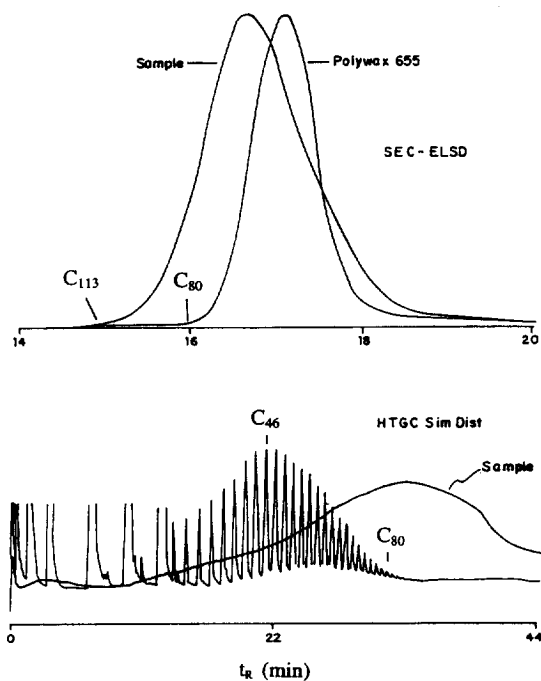 Sample
Polywax 655
SEC-ELSD
C113
C80
14
16
18
20
C46
HTGC Sim Dist
Sample
C80
0
22
44
tR (min)